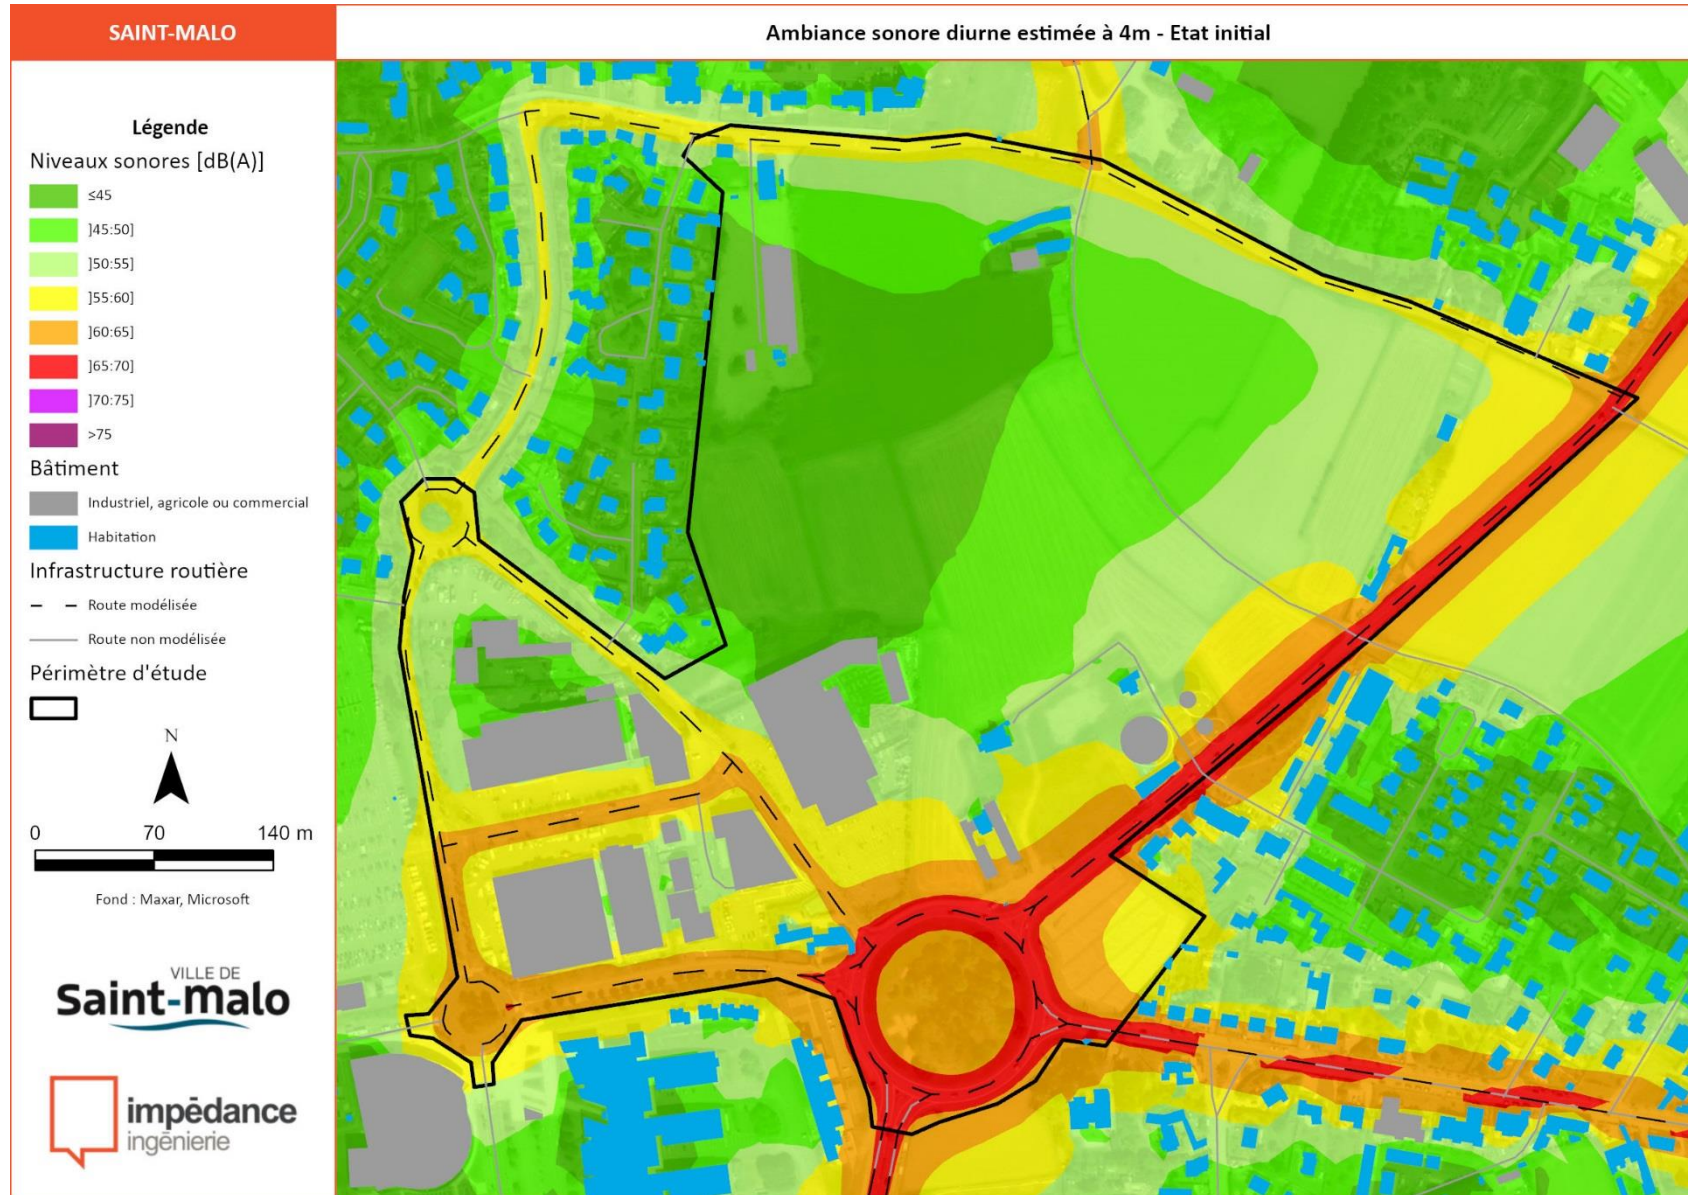 SAINT-MALO
Ambiance sonore diurne estimée à 4m - Etat initial
Légende
Niveaux sonores [dB(A)]
≤45
]45:50]
]50:55]
]55:60]
]60:65]
]65:70]
]70:75]
>75
Bâtiment
Industriel, agricole ou commercial
Habitation
Infrastructure routière
Route modélisée
Route non modélisée
Périmètre d'étude
N
0 70 140 m
Fond : Maxar, Microsoft
VILLE DE
Saint-malo
impēdance
ingēnierie